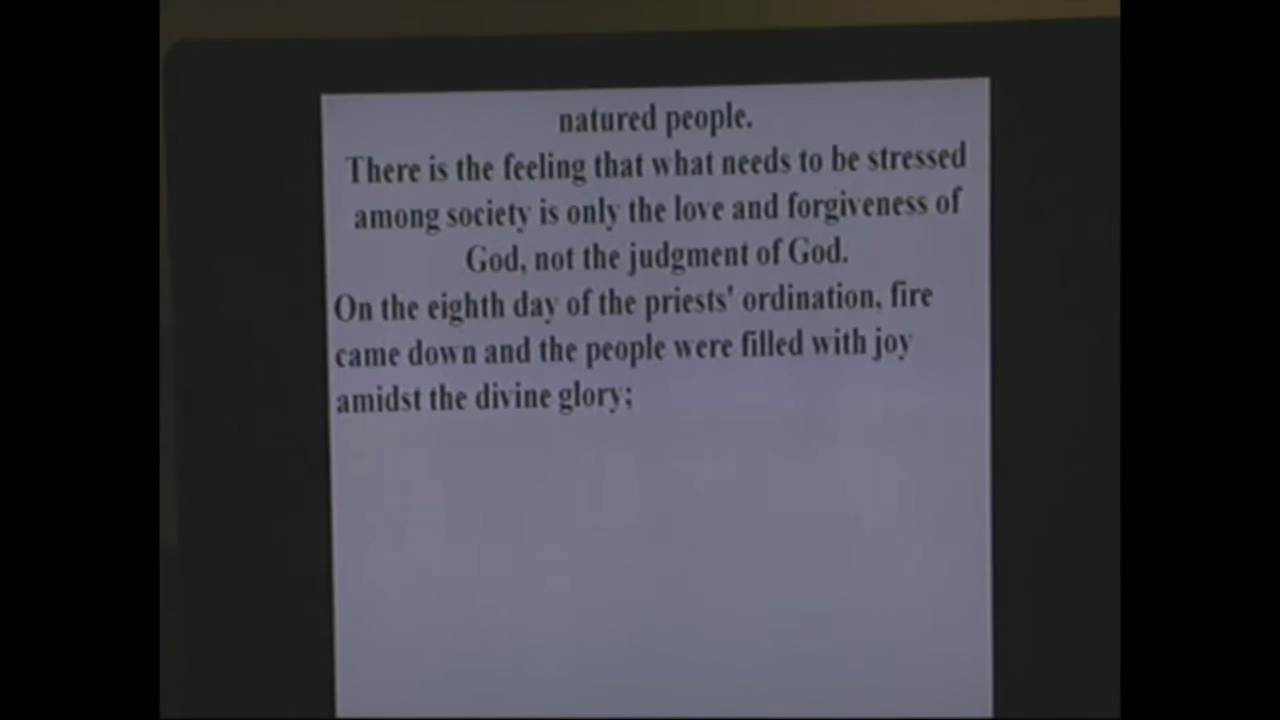 natured people.
There is the feeling that what needs to be stressed
among society is only the love and forgiveness of
God, not the judgment of God.
On the eighth day of the priests' ordination, fire
came down and the people were filled with joy
amidst the divine glory;